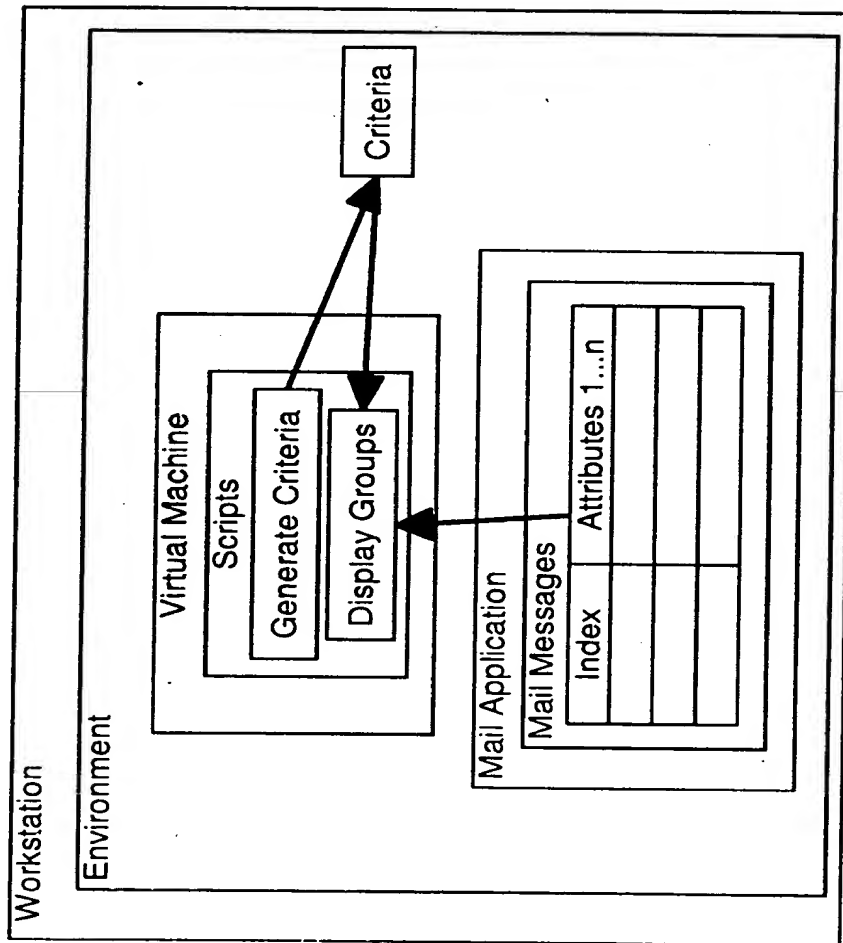 Workstation
Environment
Virtual Machine
Scripts
Generate Criteria
Display Groups
Criteria
Mail Application
Mail Messages
Index
Attributes 1...n